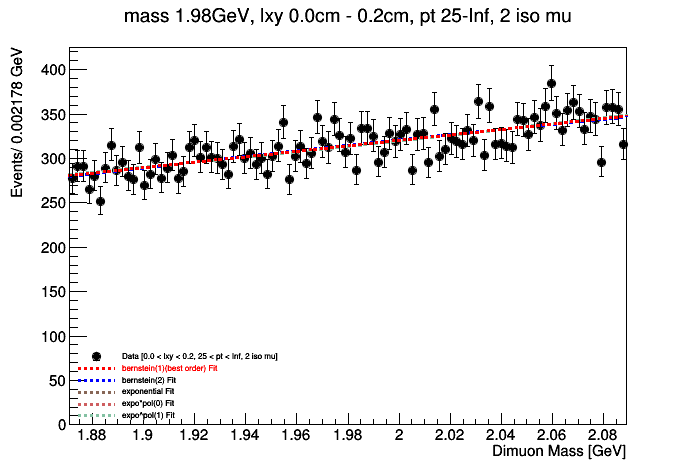 mass 1.98GeV, lxy 0.0cm - 0.2cm, pt 25-Inf, 2 iso mu
Events/ 0.002178 GeV
400
350
300
250
200
150
100
50
0
Data [0.0 < lxy < 0.2, 25 < pt < Inf, 2 iso mu]
bernstein(1)(best order) Fit
bernstein(2) Fit
exponential Fit
expo*pol(0) Fit
expo*pol(1) Fit
1.88 1.9 1.92 1.94 1.96 1.98 2 2.02 2.04 2.06 2.08
Dimuon Mass [GeV]